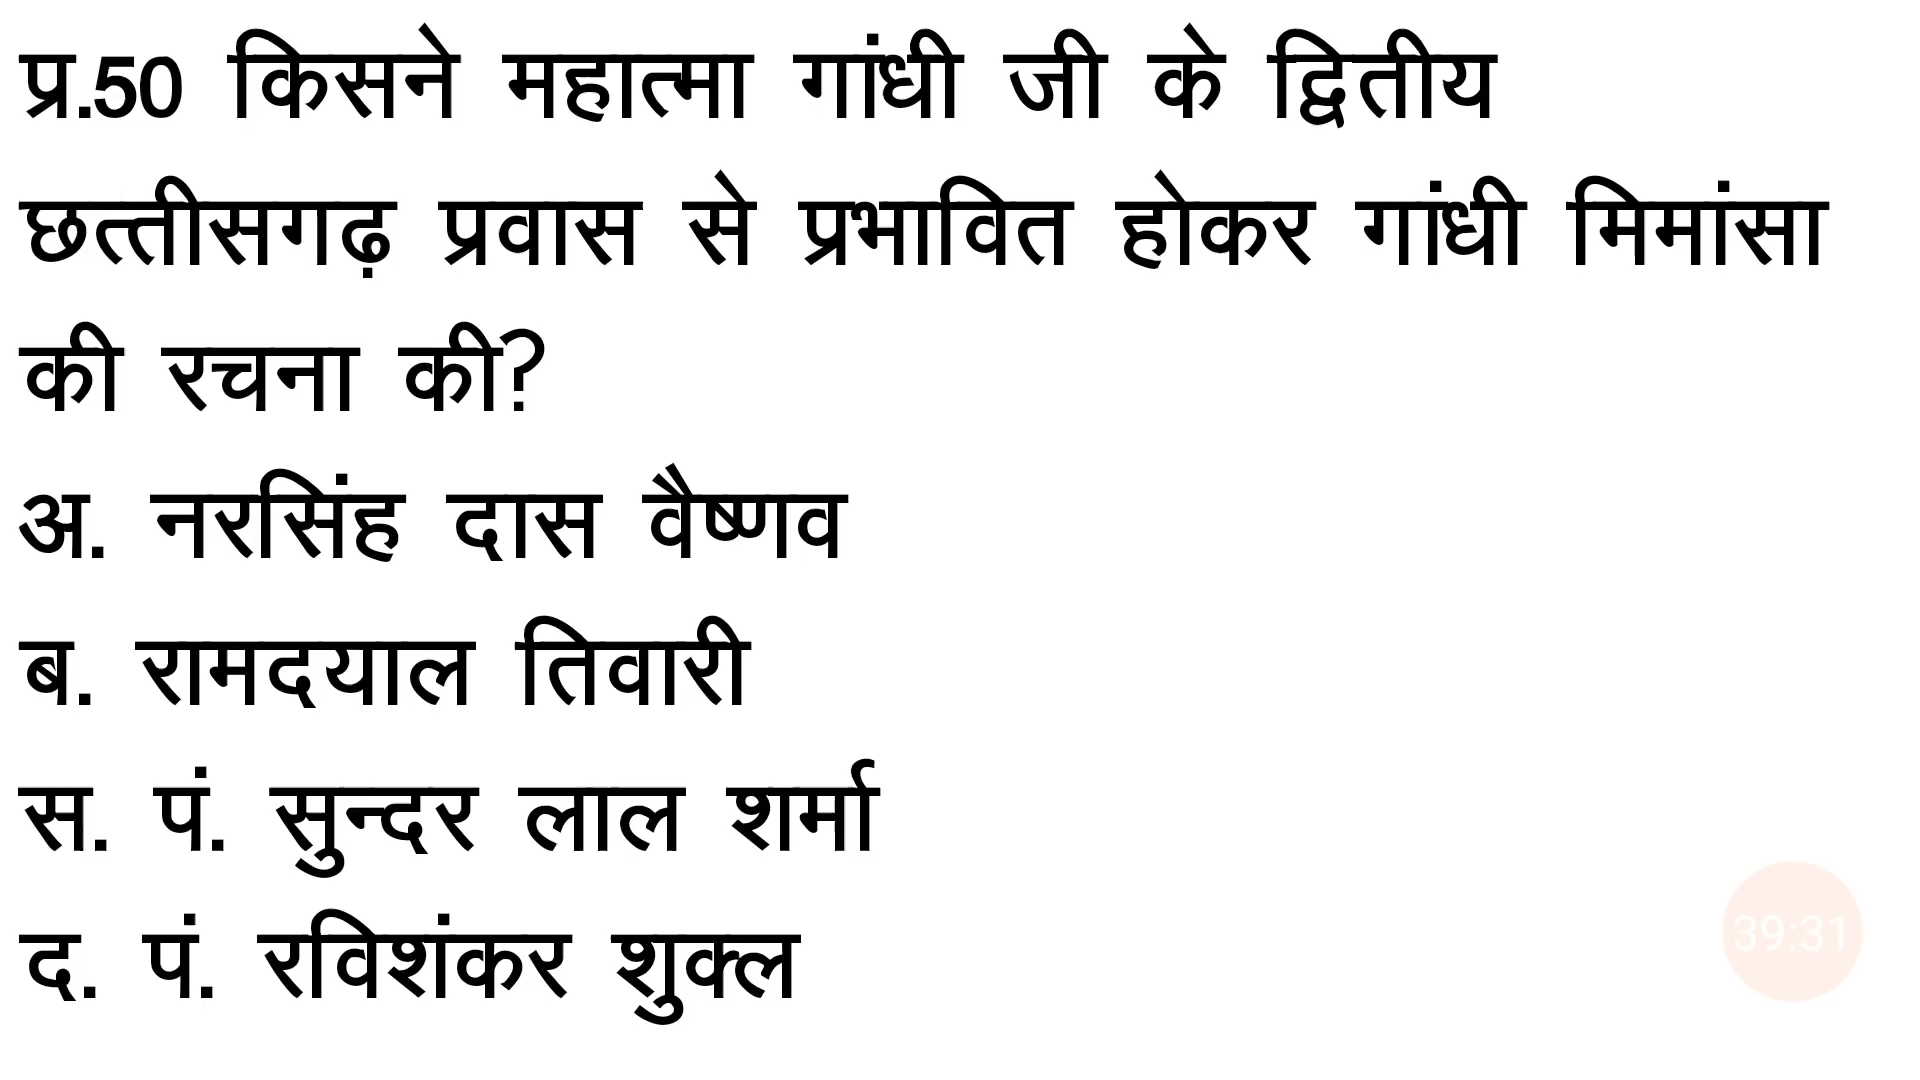 प्र.50 किसने महात्मा गांधी जी के द्वितीय
छत्तीसगढ़ प्रवास से प्रभावित होकर गांधी मिमांसा
की रचना की?
अ. नरसिंह दास वैष्णव
ब. रामदयाल तिवारी
स. पं. सुन्दर लाल शर्मा
द. पं. रविशंकर शुक्ल
39:31